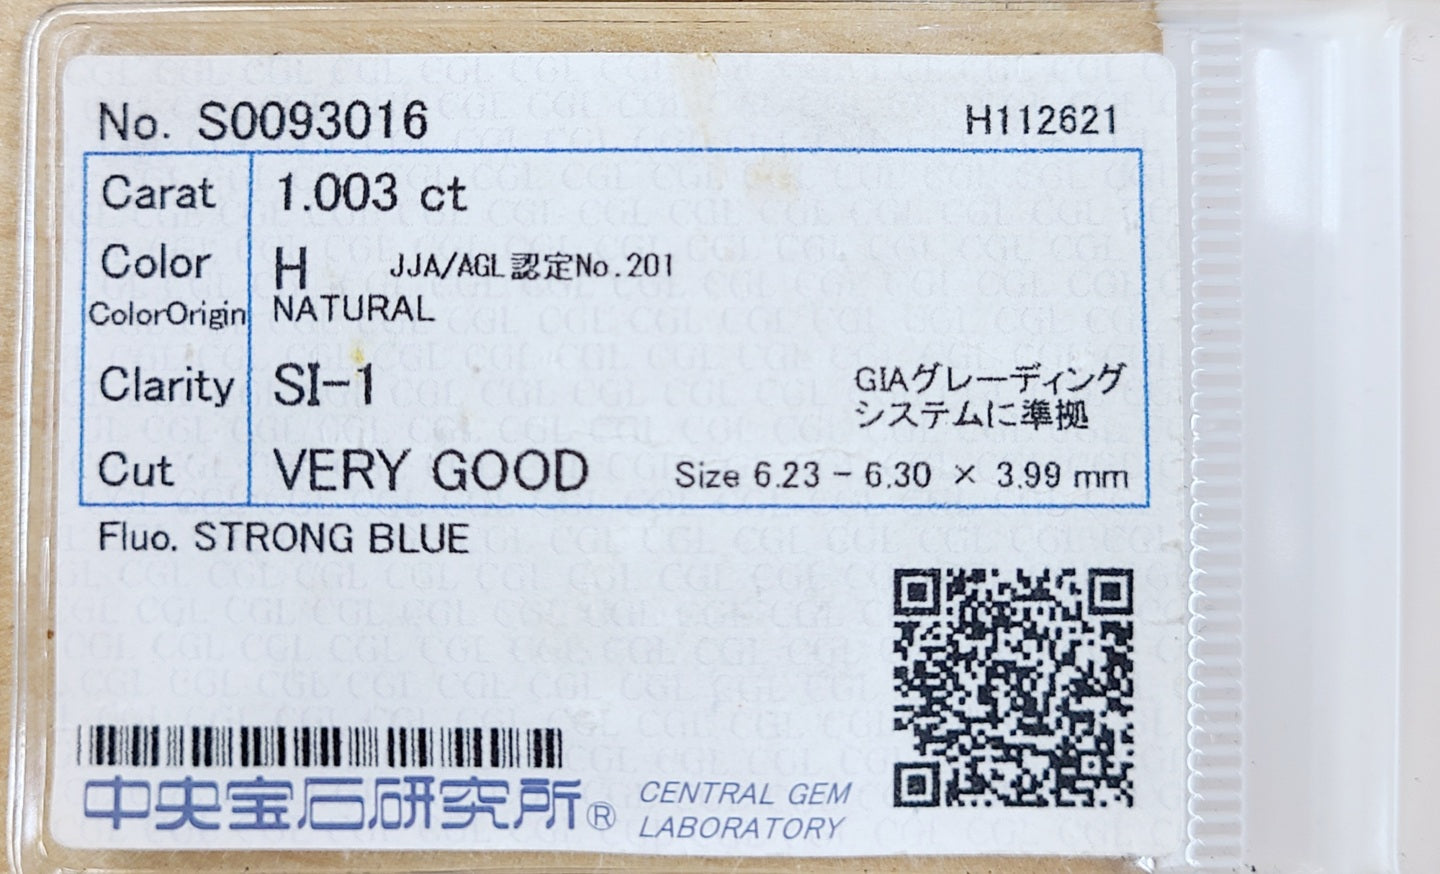 No. S0093016 H112621
Carat 1.003 ct
Color H JJA/AGL認定No.201
ColorOrigin NATURAL
Clarity SI-1 GIAグレーディング
システムに準拠
Cut VERY GOOD Size 6.23 - 6.30 × 3.99 mm
Fluo. STRONG BLUE
中央宝石研究所® CENTRAL GEM
LABORATORY